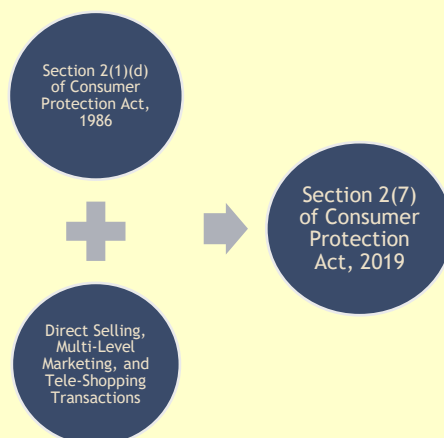 Section 2(1)(d)
of Consumer
Protection Act,
1986
Section 2(7)
of Consumer
Protection
Act, 2019
Direct Selling,
Multi-Level
Marketing, and
Tele-Shopping
Transactions